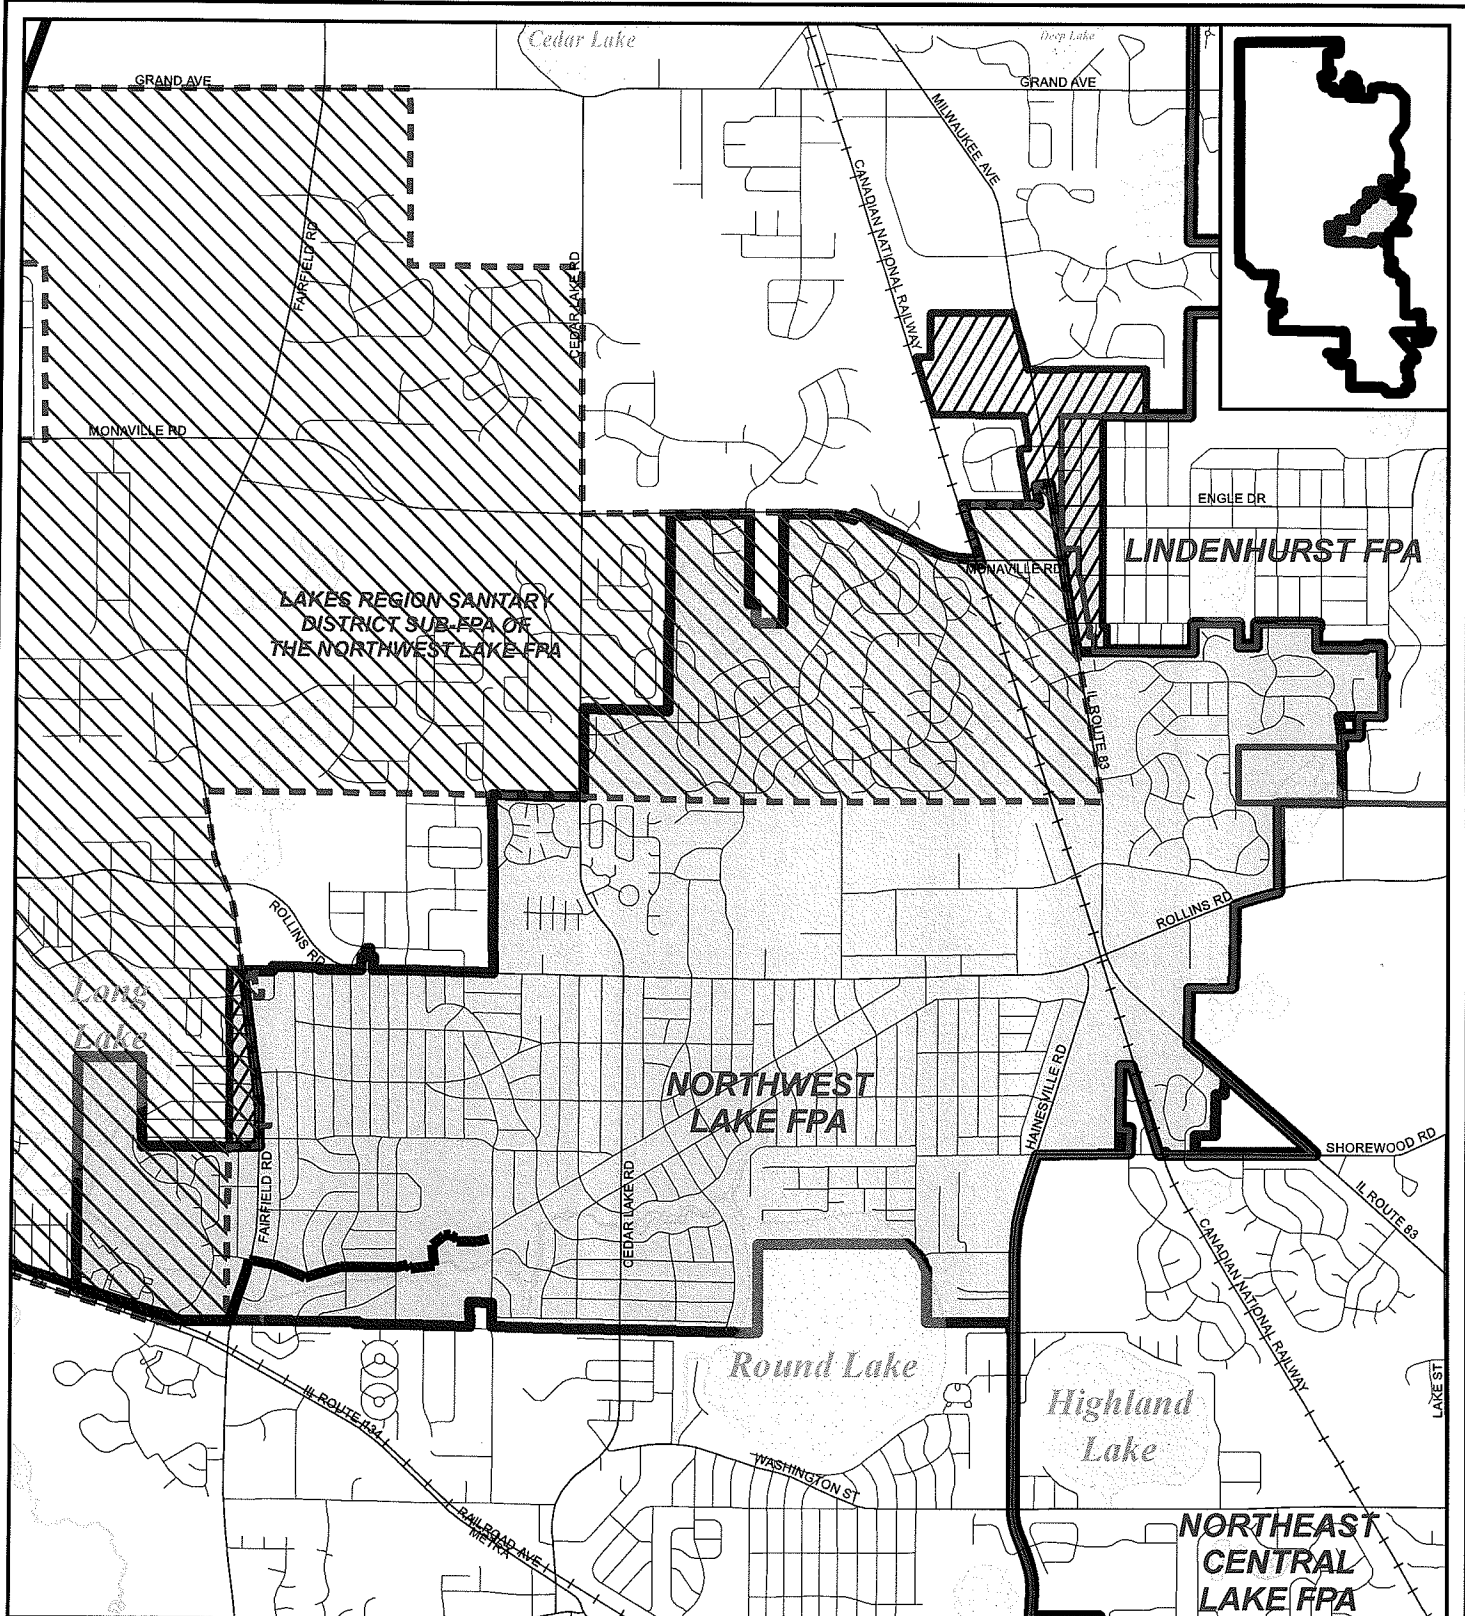 Cedar Lake
Deep Lake
GRAND AVE
GRAND AVE
MILWAUKEE AVE
CANADIAN NATIONAL RAILWAY
FAIRFIELD RD
CEDAR LAKE RD
MONAVILLE RD
ENGLE DR
LINDENHURST FPA
MONAVILLE RD
LAKES REGION SANITARY
DISTRICT SUB-FPA OF
THE NORTHWEST LAKE FPA
IL ROUTE 83
ROLLINS RD
ROLLINS RD
Long
Lake
NORTHWEST
LAKE FPA
HAINESVILLE RD
SHOREWOOD RD
FAIRFIELD RD
CEDAR LAKE RD
IL ROUTE 83
CANADIAN NATIONAL RAILWAY
Round Lake
Highland
Lake
LAKE ST
IL ROUTE 134
WASHINGTON ST
RAILROAD AVE
METRA
NORTHEAST
CENTRAL
LAKE FPA